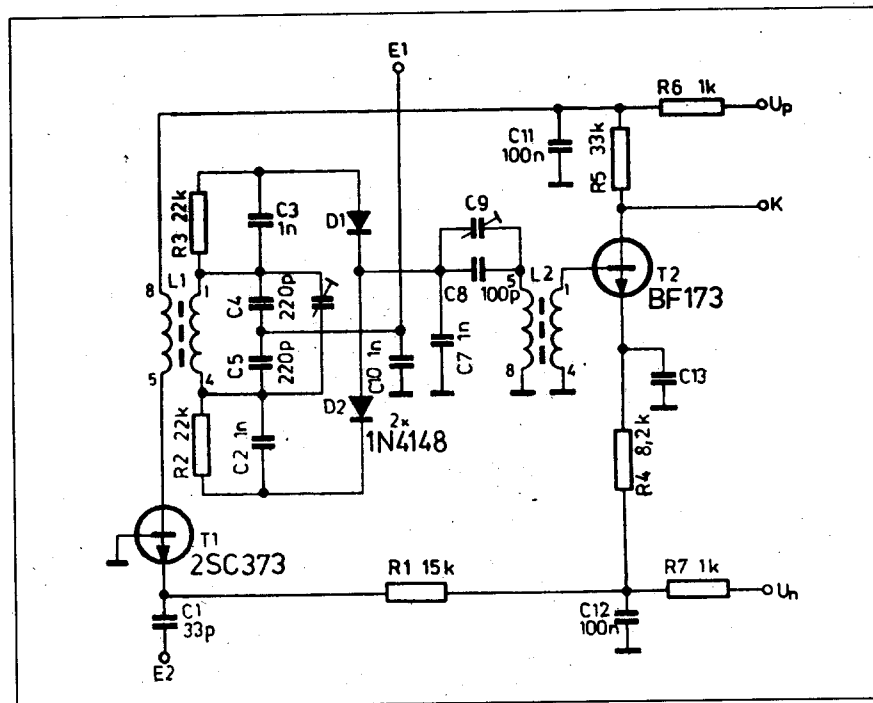 E1
R6 1k
Up
C11
100n
R5 33k
C9
K
R3 22k
C3
1n
D1
L1
8
1
C4 220p
5
L2
1
T2
BF173
C8
100p
C5 220p
C10 1n
C7 1n
5
4
8
4
C13
D2
2x
1N4148
R2 22k
C2 1n
R4 8,2k
T1
2SC373
R1 15k
R7 1k
Un
C1
33p
C12
100n
E2